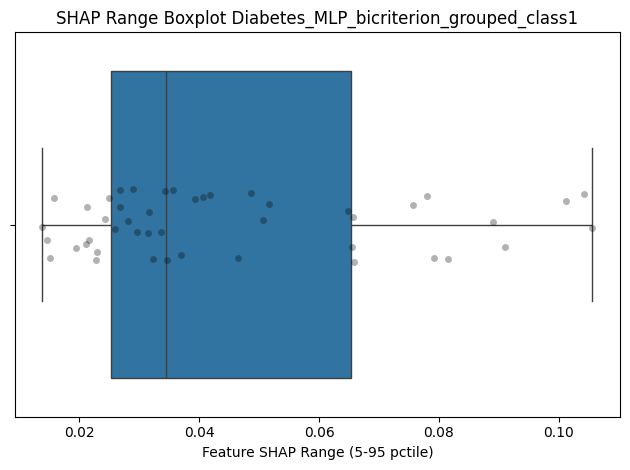 SHAP Range Boxplot Diabetes_MLP_bicriterion_grouped_class1
0.02 0.04 0.06 0.08 0.10
Feature SHAP Range (5-95 pctile)